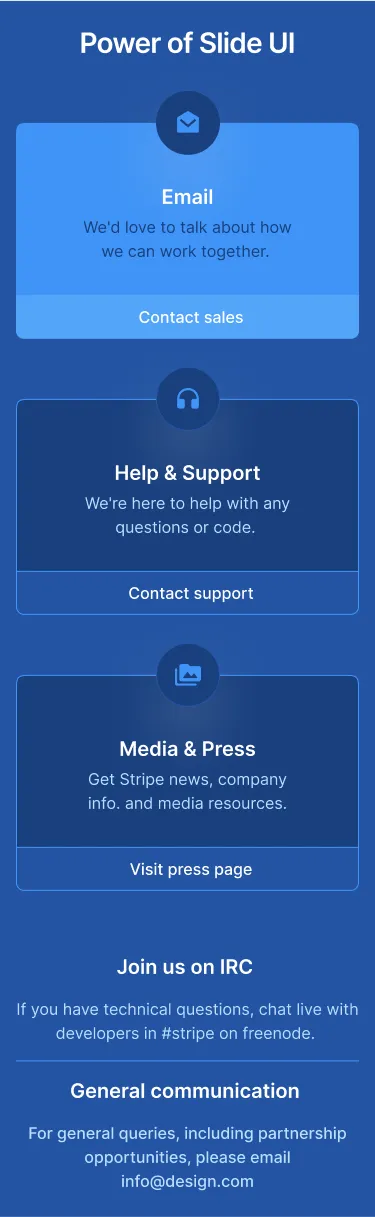 Power of Slide UI
Email
We'd love to talk about how
we can work together.
Contact sales
Help & Support
We're here to help with any
questions or code.
Contact support
Media & Press
Get Stripe news, company
info. and media resources.
Visit press page
Join us on IRC
If you have technical questions, chat live with
developers in #stripe on freenode.
General communication
For general queries, including partnership
opportunities, please email
info@design.com